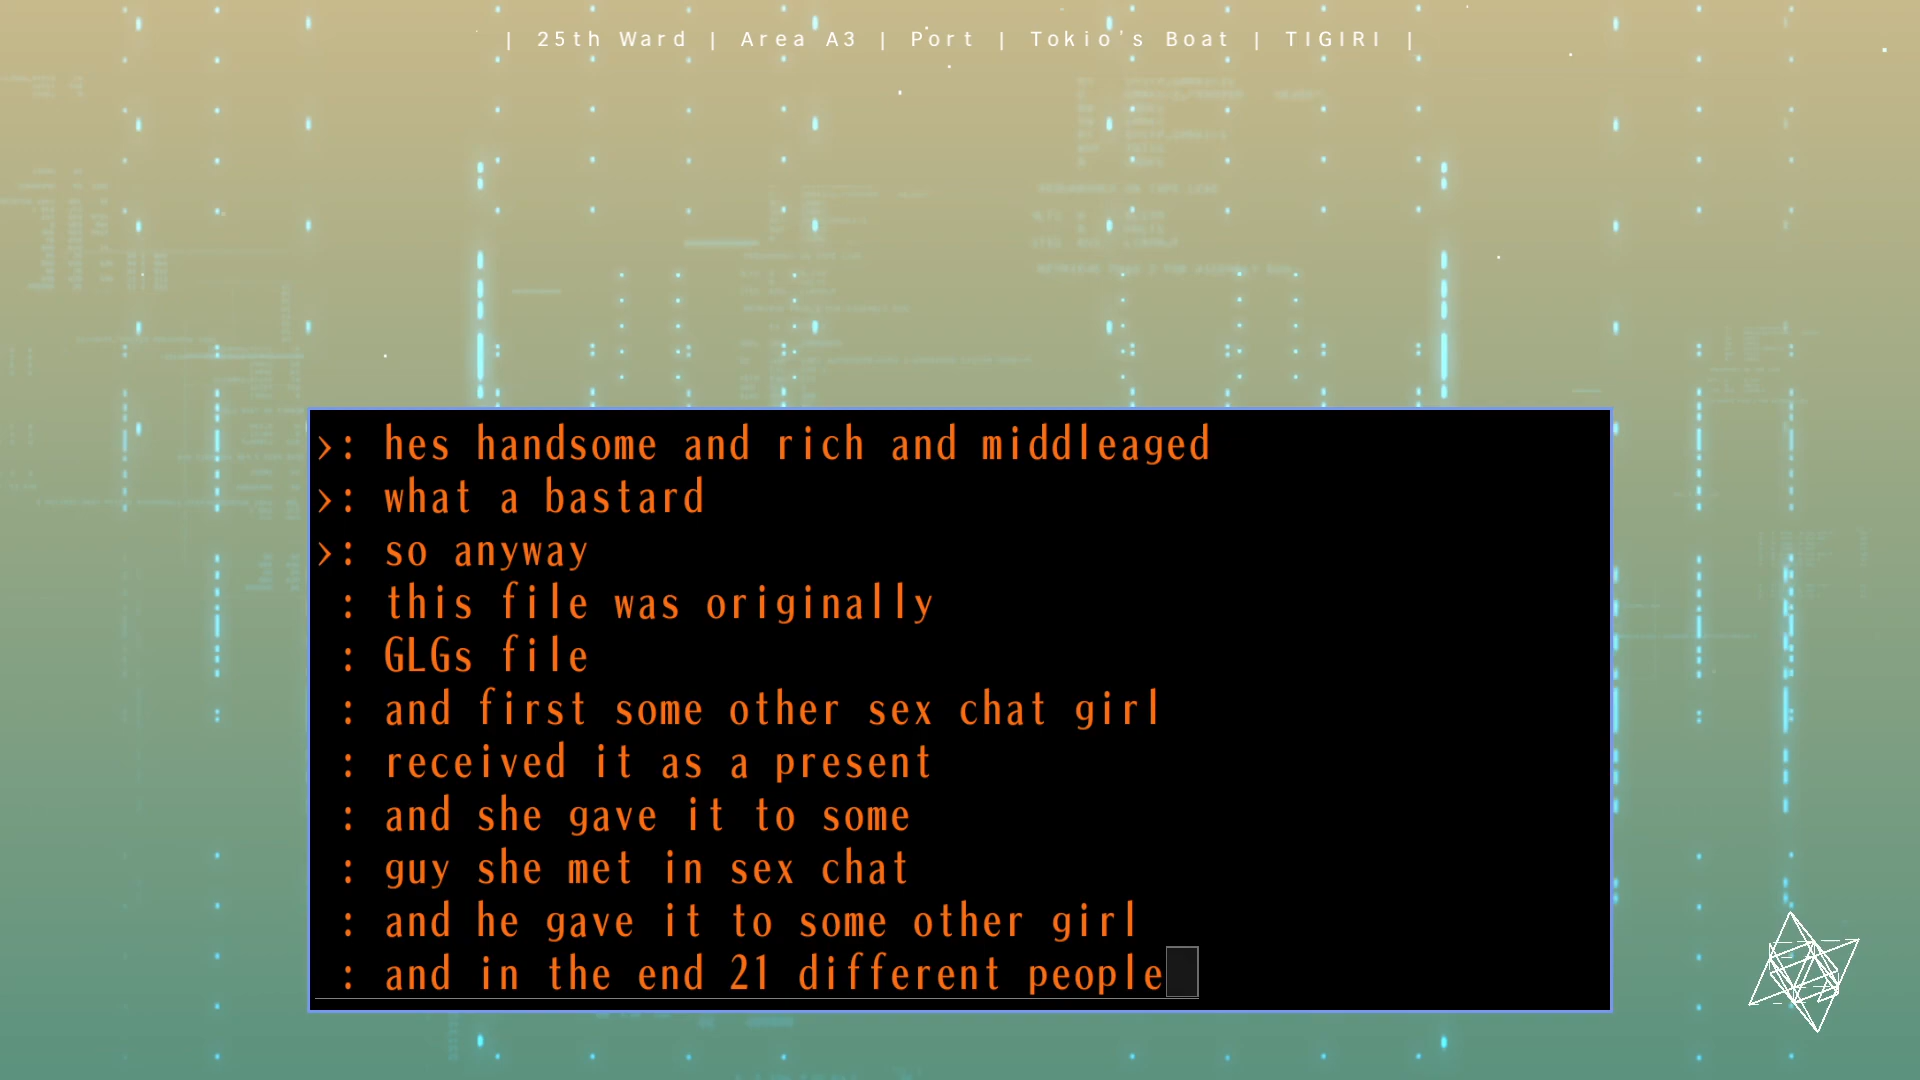 | 25th Ward | Area A3 | Port | Tokio's Boat | TIGIRI |
>: hes handsome and rich and middleaged
>: what a bastard
>: so anyway
: this file was originally
: GLGs file
: and first some other sex chat girl
: received it as a present
: and she gave it to some
: guy she met in sex chat
: and he gave it to some other girl
: and in the end 21 different people